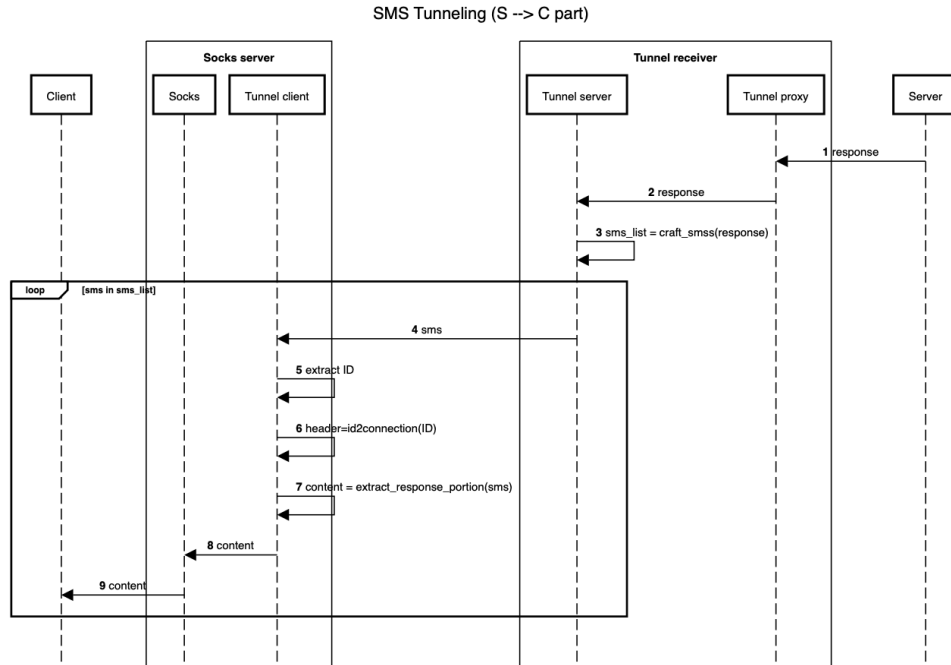 SMS Tunneling (S --> C part)
Socks server
Tunnel receiver
Client
Socks
Tunnel client
Tunnel server
Tunnel proxy
Server
1 response
2 response
3 sms_list = craft_smss(response)
loop
[sms in sms_list]
4 sms
5 extract ID
6 header=id2connection(ID)
7 content = extract_response_portion(sms)
8 content
9 content